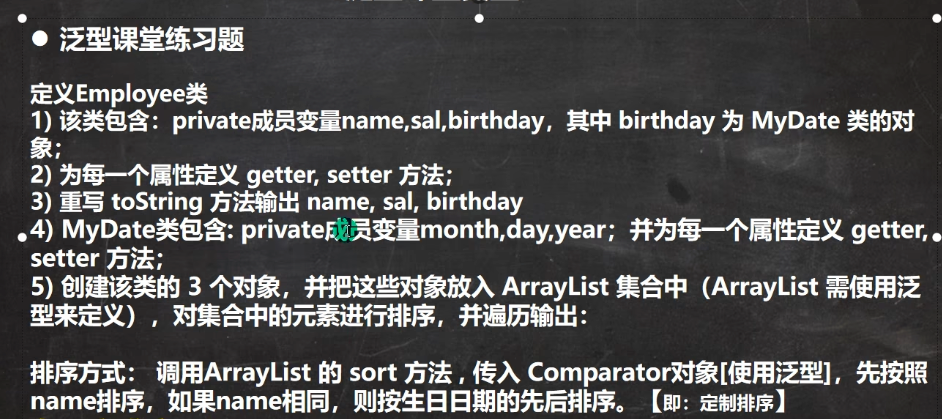 ● 泛型课堂练习题
定义Employee类
1) 该类包含：private成员变量name,sal,birthday，其中 birthday 为 MyDate 类的对
象；
2) 为每一个属性定义 getter, setter 方法；
3) 重写 toString 方法输出 name, sal, birthday
4) MyDate类包含: private成员变量month,day,year；并为每一个属性定义 getter,
setter 方法；
5) 创建该类的 3 个对象，并把这些对象放入 ArrayList 集合中（ArrayList 需使用泛
型来定义），对集合中的元素进行排序，并遍历输出：
排序方式： 调用ArrayList 的 sort 方法 , 传入 Comparator对象[使用泛型]，先按照
name排序，如果name相同，则按生日日期的先后排序。【即：定制排序】